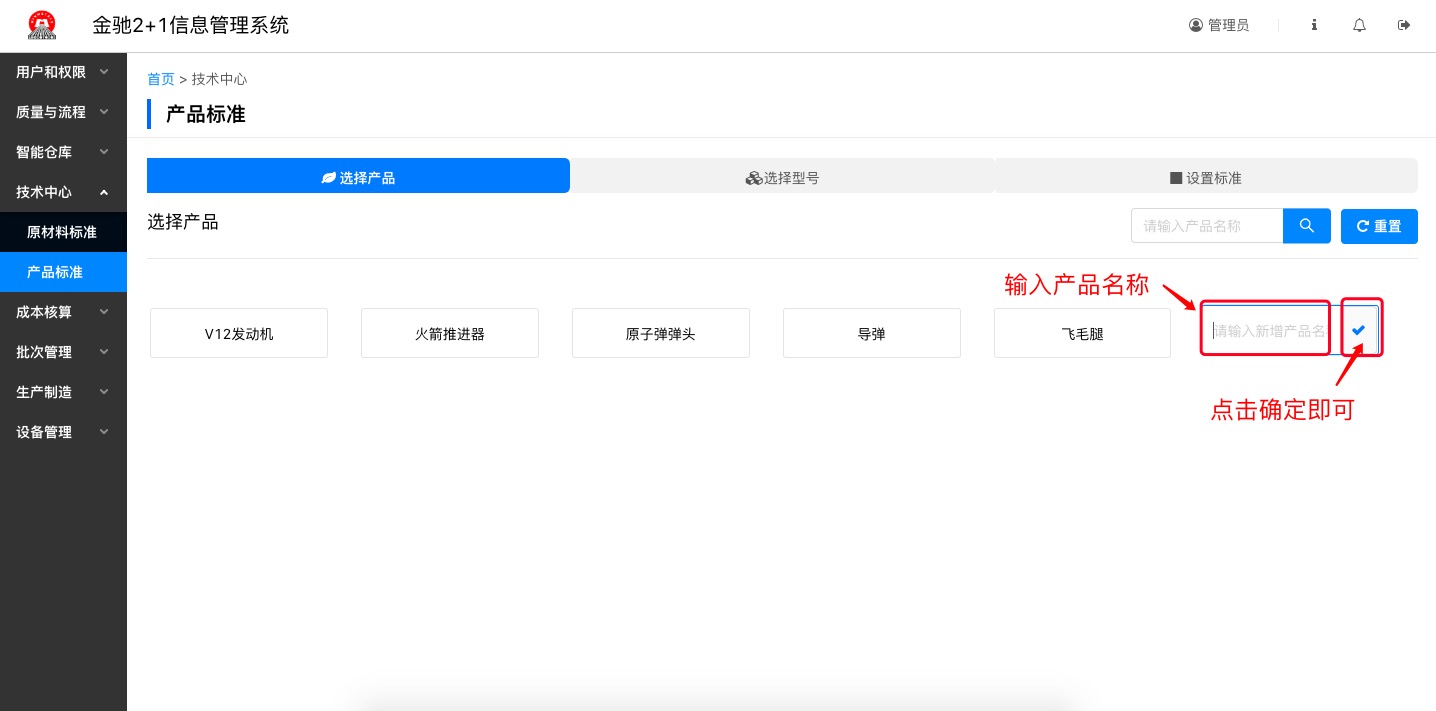 金驰2+1信息管理系统
管理员
用户和权限
质量与流程
智能仓库
技术中心
原材料标准
产品标准
成本核算
批次管理
生产制造
设备管理
首页 > 技术中心
产品标准
选择产品
选择型号
设置标准
选择产品
请输入产品名称
重置
输入产品名称
V12发动机
火箭推进器
原子弹弹头
导弹
飞毛腿
请输入新增产品名
点击确定即可